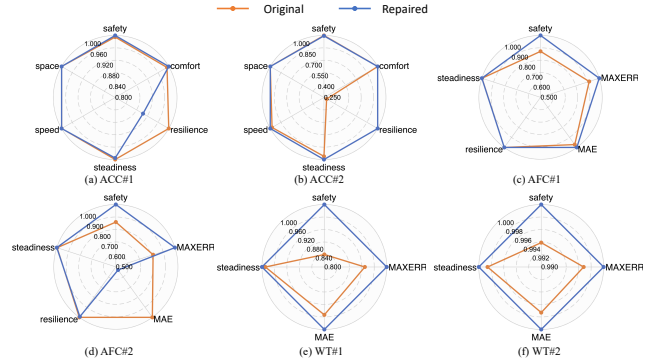 Original Repaired
safety
1.000
0.960
0.920
0.840
0.800
space
comfort
speed
resilience
steadiness
(a) ACC#1
safety
1.000
0.850
0.700
0.550
0.400
0.250
space
comfort
speed
resilience
steadiness
(b) ACC#2
safety
1.000
0.900
0.800
0.700
0.600
0.500
steadiness
MAXERR
resilience
MAE
(c) AFC#1
safety
1.000
0.900
0.800
0.700
0.600
0.500
steadiness
MAXERR
resilience
MAE
(d) AFC#2
safety
1.000
0.960
0.920
0.880
0.840
0.800
steadiness
MAXERR
MAE
(e) WT#1
safety
1.000
0.998
0.996
0.994
0.992
0.990
steadiness
MAXERR
MAE
(f) WT#2